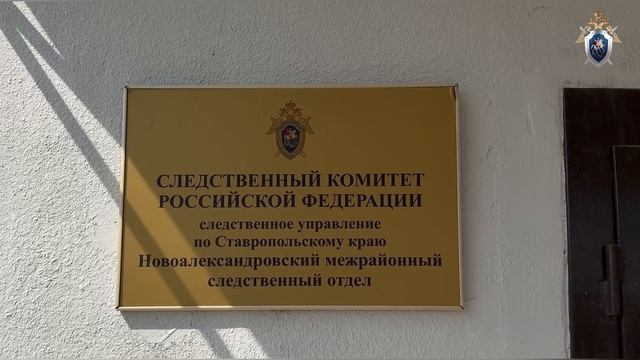 СЛЕДСТВЕННЫЙ КОМИТЕТ
РОССИЙСКОЙ ФЕДЕРАЦИИ
следственное управление
по Ставропольскому краю
Новоалександровский межрайонный
следственный отдел